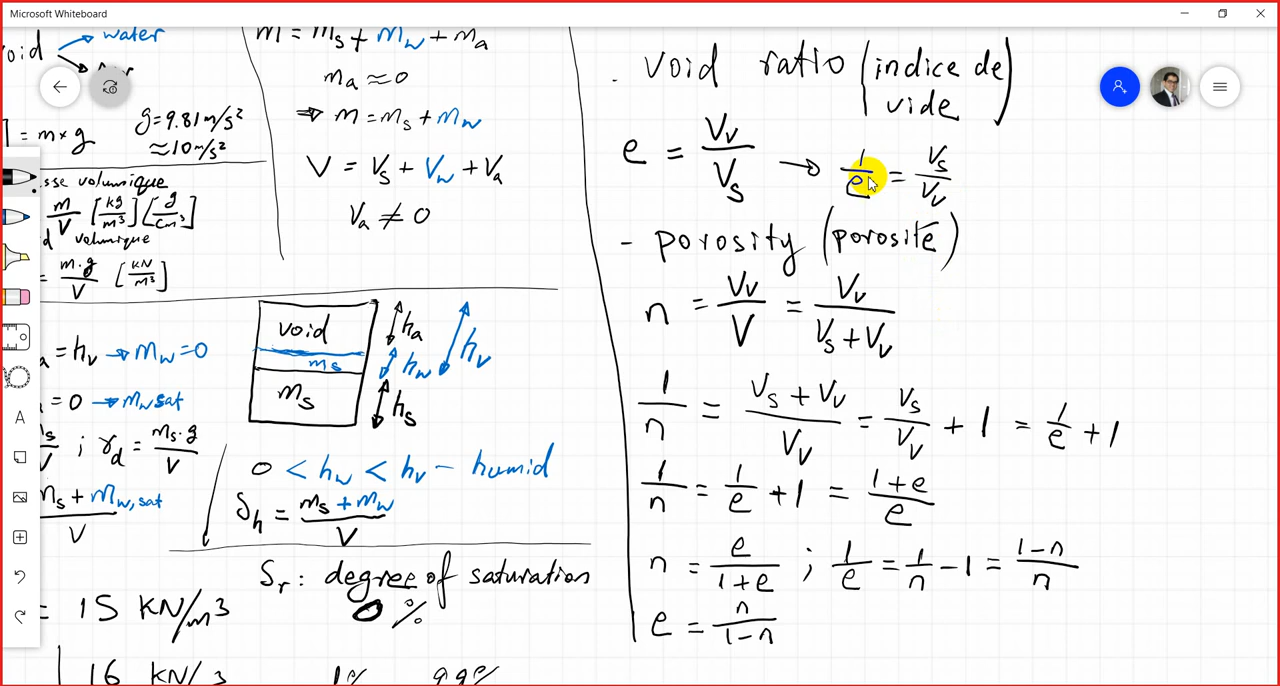 Microsoft Whiteboard
oid → water
m = ms + mw + ma
ma ≈ 0
⇒ m = ms + mw
V = Vs + Vw + Va
Va ≠ 0
= m × g
g = 9.81 m/s²
≈ 10 m/s²
sse volumique
m/V [kg/m³] [g/cm³]
d volumique
= m·g/V [kN/m³]
void
ms
ms
ha
hw
hv
hs
a = hv → mw = 0
= 0 → mw sat
s/V ; γd = ms·g/V
ms + mw,sat
V
0 < hw < hv - humid
δh = ms + mw / V
Sr : degree of saturation
0 %
= 15 KN/m³
16 KN/3
- Void ratio (indice de
vide)
e = Vv/Vs → 1/e = Vs/Vv
- porosity (porosité)
n = Vv/V = Vv/(Vs + Vv)
1/n = (Vs + Vv)/Vv = Vs/Vv + 1 = 1/e + 1
1/n = 1/e + 1 = (1+e)/e
n = e/(1+e) ; 1/e = 1/n - 1 = (1-n)/n
e = n/(1-n)
A